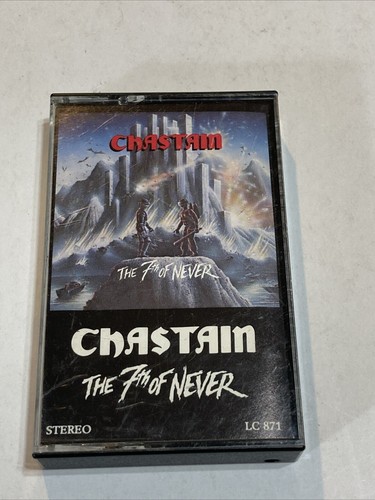 CHASTAIN
THE 7th OF NEVER
CHASTAIN
THE 7th OF NEVER
STEREO LC 871